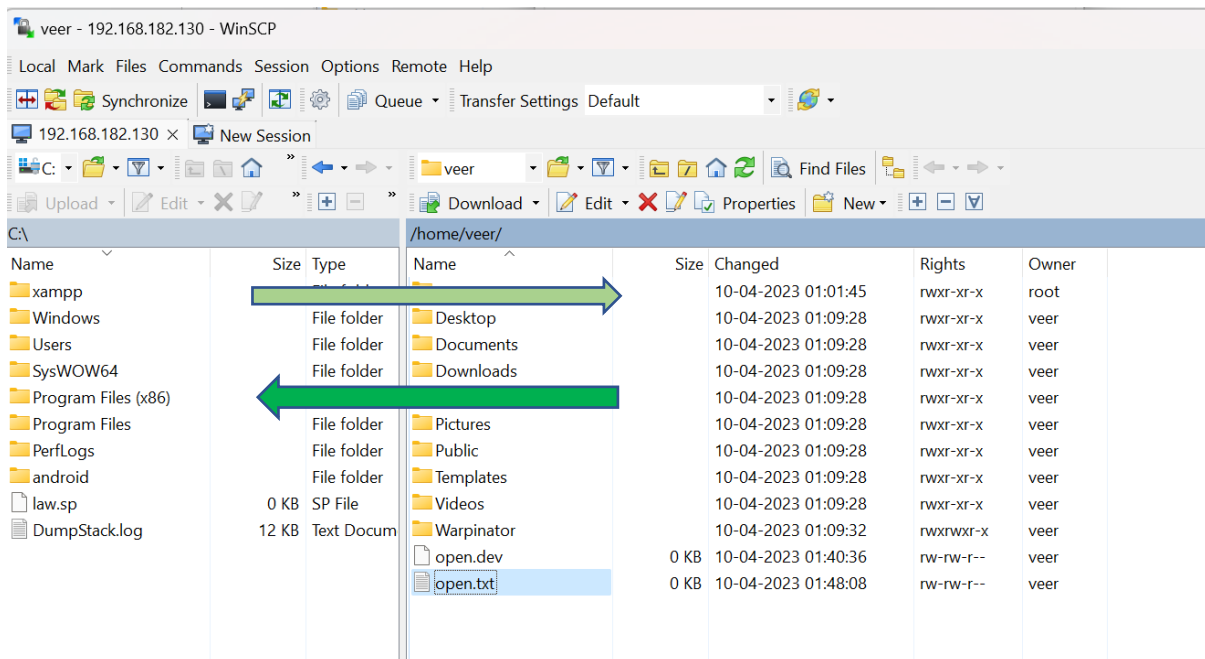 veer - 192.168.182.130 - WinSCP
Local Mark Files Commands Session Options Remote Help
Synchronize Queue Transfer Settings Default
192.168.182.130 × New Session
C: » veer Find Files
Upload Edit » » Download Edit Properties New
C:\ /home/veer/
Name Size Type Name Size Changed Rights Owner
xampp 10-04-2023 01:01:45 rwxr-xr-x root
Windows File folder Desktop 10-04-2023 01:09:28 rwxr-xr-x veer
Users File folder Documents 10-04-2023 01:09:28 rwxr-xr-x veer
SysWOW64 File folder Downloads 10-04-2023 01:09:28 rwxr-xr-x veer
Program Files (x86) 10-04-2023 01:09:28 rwxr-xr-x veer
Program Files File folder Pictures 10-04-2023 01:09:28 rwxr-xr-x veer
PerfLogs File folder Public 10-04-2023 01:09:28 rwxr-xr-x veer
android File folder Templates 10-04-2023 01:09:28 rwxr-xr-x veer
law.sp 0 KB SP File Videos 10-04-2023 01:09:28 rwxr-xr-x veer
DumpStack.log 12 KB Text Docum Warpinator 10-04-2023 01:09:32 rwxrwxr-x veer
open.dev 0 KB 10-04-2023 01:40:36 rw-rw-r-- veer
open.txt 0 KB 10-04-2023 01:48:08 rw-rw-r-- veer